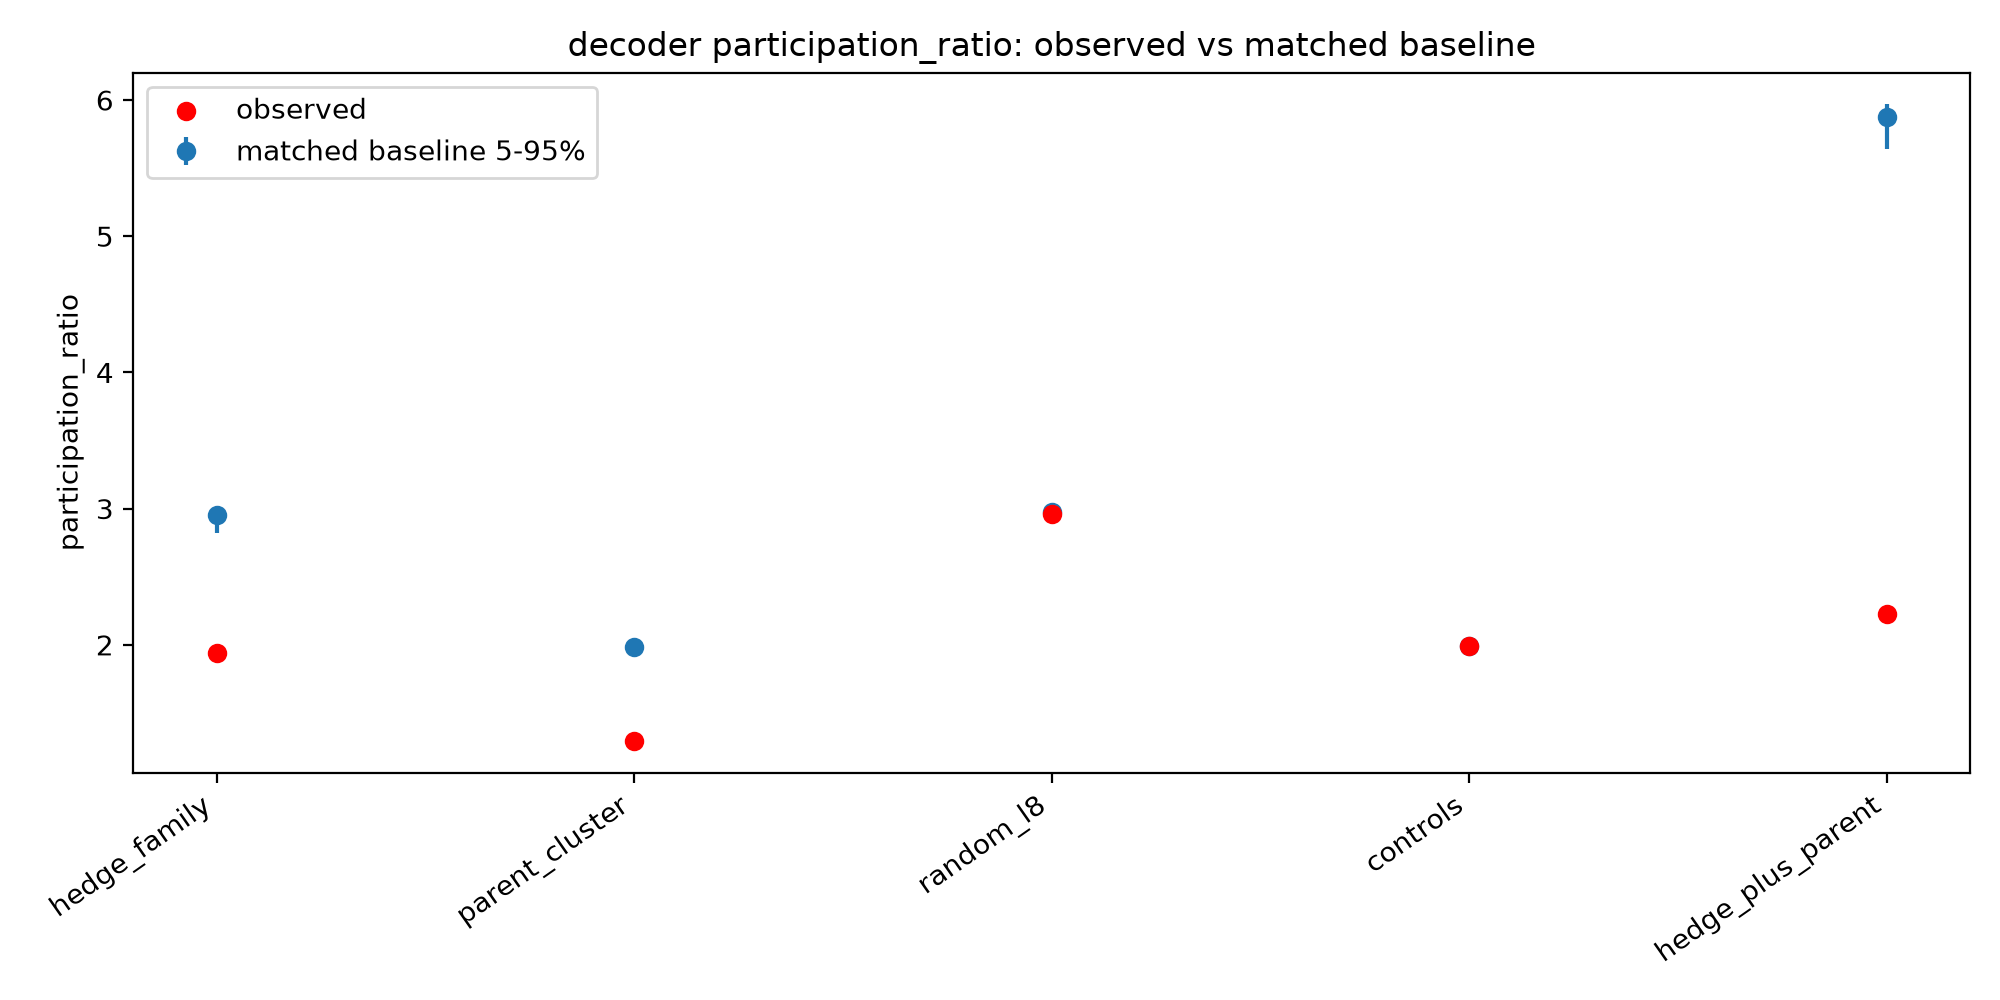 decoder participation_ratio: observed vs matched baseline
observed
matched baseline 5-95%
participation_ratio
6
5
4
3
2
hedge_family
parent_cluster
random_l8
controls
hedge_plus_parent